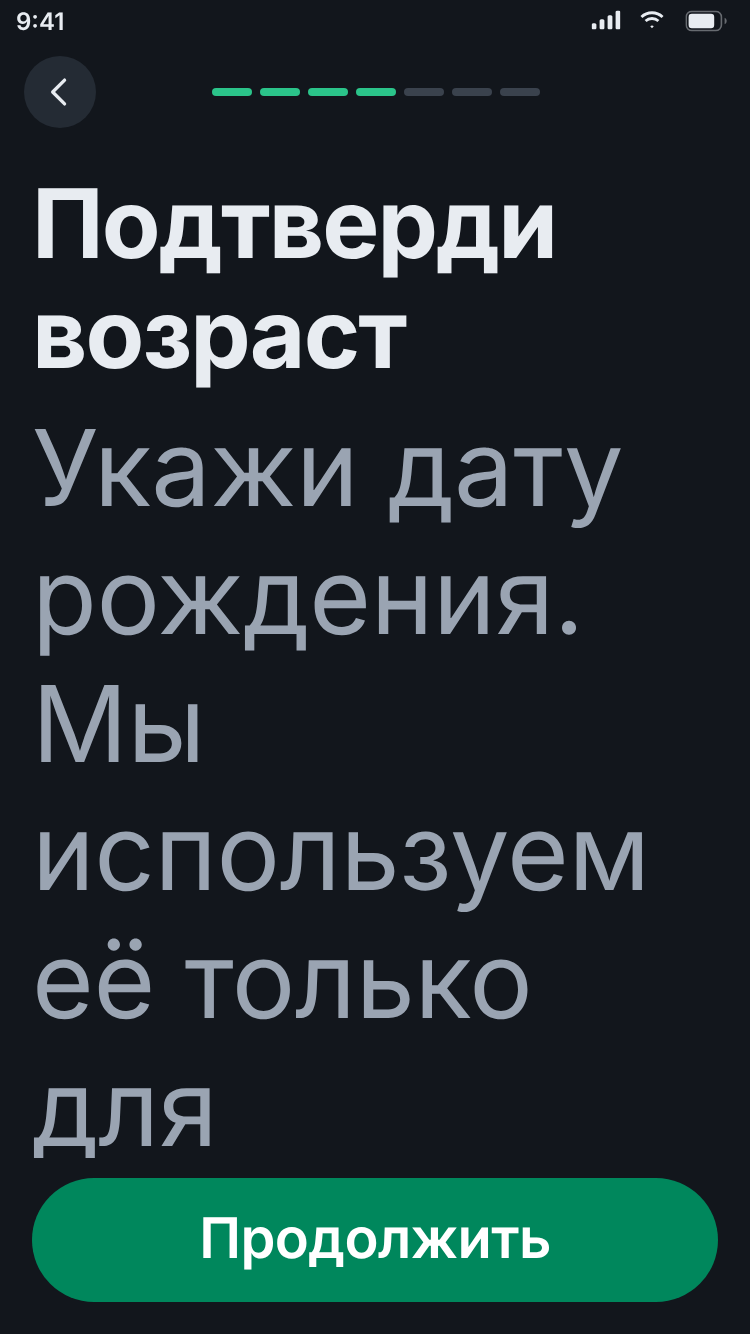 9:41
Подтверди
возраст
Укажи дату
рождения.
Мы
используем
её только
для
Продолжить